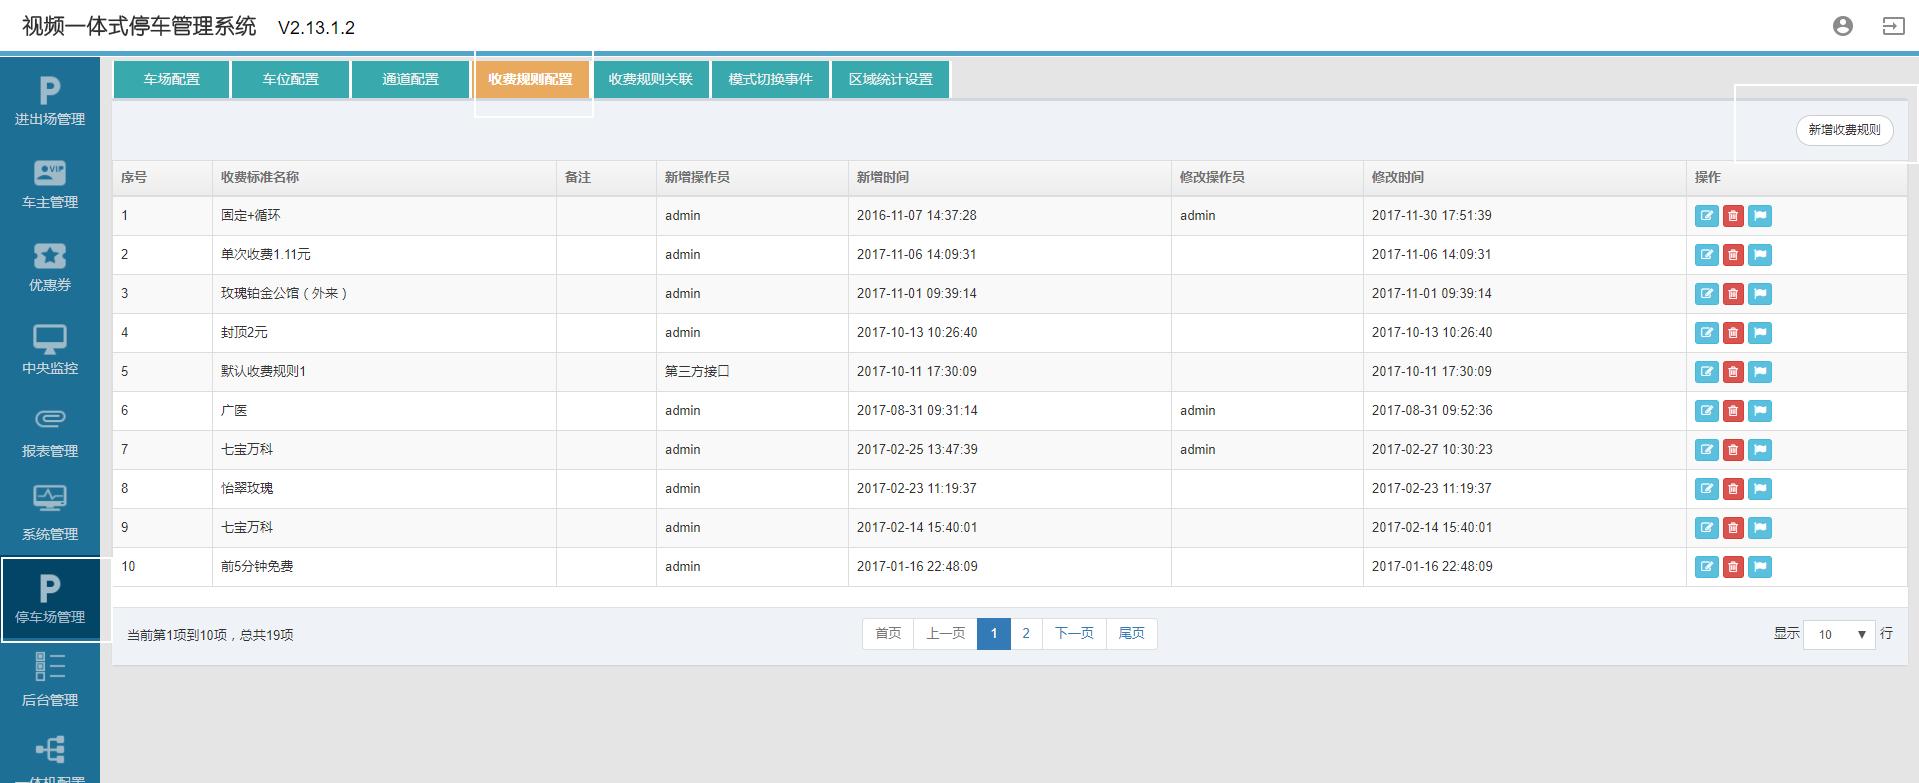 视频一体式停车管理系统 V2.13.1.2
进出场管理
VIP
车主管理
优惠券
中央监控
报表管理
系统管理
停车场管理
后台管理
一体机配置
车场配置 车位配置 通道配置 收费规则配置 收费规则关联 模式切换事件 区域统计设置
新增收费规则
序号 收费标准名称 备注 新增操作员 新增时间 修改操作员 修改时间 操作
1 固定+循环 admin 2016-11-07 14:37:28 admin 2017-11-30 17:51:39
2 单次收费1.11元 admin 2017-11-06 14:09:31 2017-11-06 14:09:31
3 玫瑰铂金公馆（外来） admin 2017-11-01 09:39:14 2017-11-01 09:39:14
4 封顶2元 admin 2017-10-13 10:26:40 2017-10-13 10:26:40
5 默认收费规则1 第三方接口 2017-10-11 17:30:09 2017-10-11 17:30:09
6 广医 admin 2017-08-31 09:31:14 admin 2017-08-31 09:52:36
7 七宝万科 admin 2017-02-25 13:47:39 admin 2017-02-27 10:30:23
8 怡翠玫瑰 admin 2017-02-23 11:19:37 2017-02-23 11:19:37
9 七宝万科 admin 2017-02-14 15:40:01 2017-02-14 15:40:01
10 前5分钟免费 admin 2017-01-16 22:48:09 2017-01-16 22:48:09
当前第1项到10项，总共19项 首页 上一页 1 2 下一页 尾页 显示 10 行